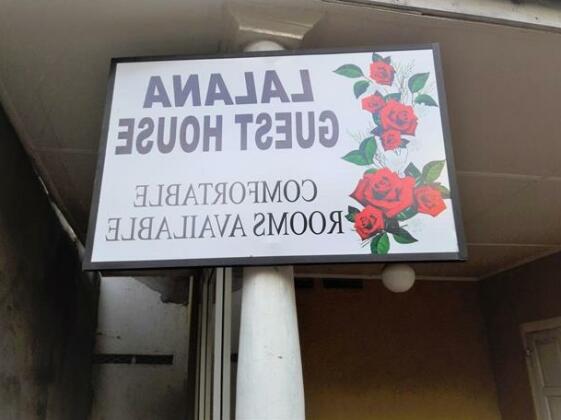 LALANA
GUEST HOUSE
COMFORTABLE
ROOMS AVAILABLE